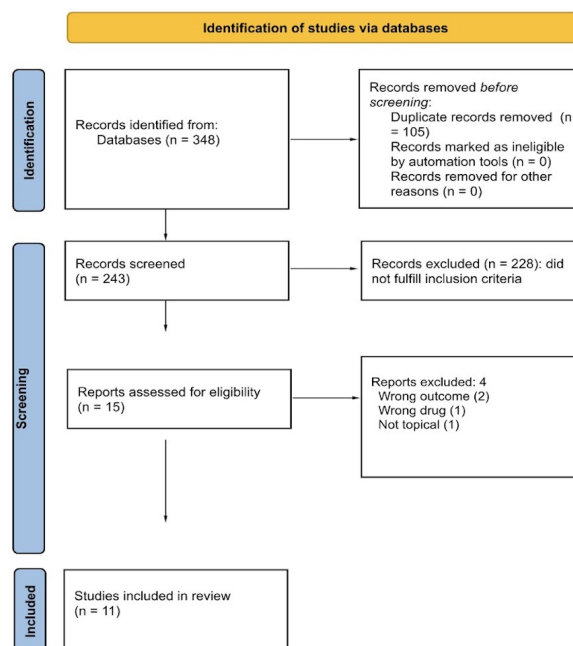 Identification of studies via databases
Identification
Records identified from:
Databases (n = 348)
Records removed before
screening:
Duplicate records removed (n
= 105)
Records marked as ineligible
by automation tools (n = 0)
Records removed for other
reasons (n = 0)
Screening
Records screened
(n = 243)
Records excluded (n = 228): did
not fulfill inclusion criteria
Reports assessed for eligibility
(n = 15)
Reports excluded: 4
Wrong outcome (2)
Wrong drug (1)
Not topical (1)
Included
Studies included in review
(n = 11)